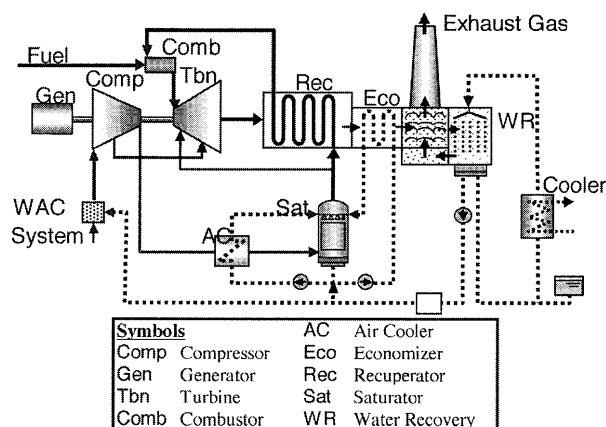 Exhaust Gas
Fuel
Comb
Comp
Tbn
Gen
Rec
Eco
WR
WAC
System
AC
Sat
Cooler
Symbols
AC Air Cooler
Comp Compressor
Eco Economizer
Gen Generator
Rec Recuperator
Tbn Turbine
Sat Saturator
Comb Combustor
WR Water Recovery